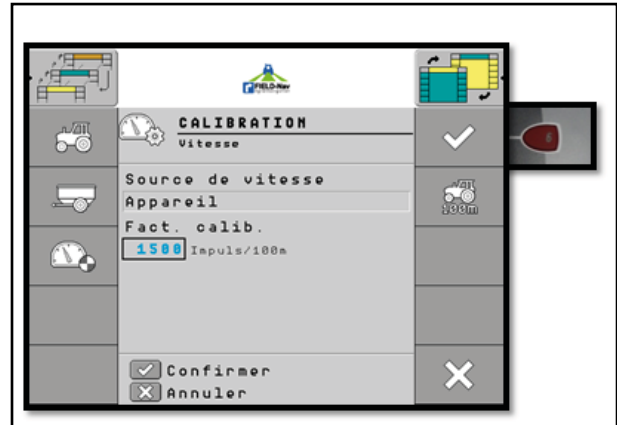 FIELD-Nav
CALIBRATION
Vitesse
Source de vitesse
Appareil
Fact. calib.
1500 Impuls/100m
100m
Confirmer
Annuler